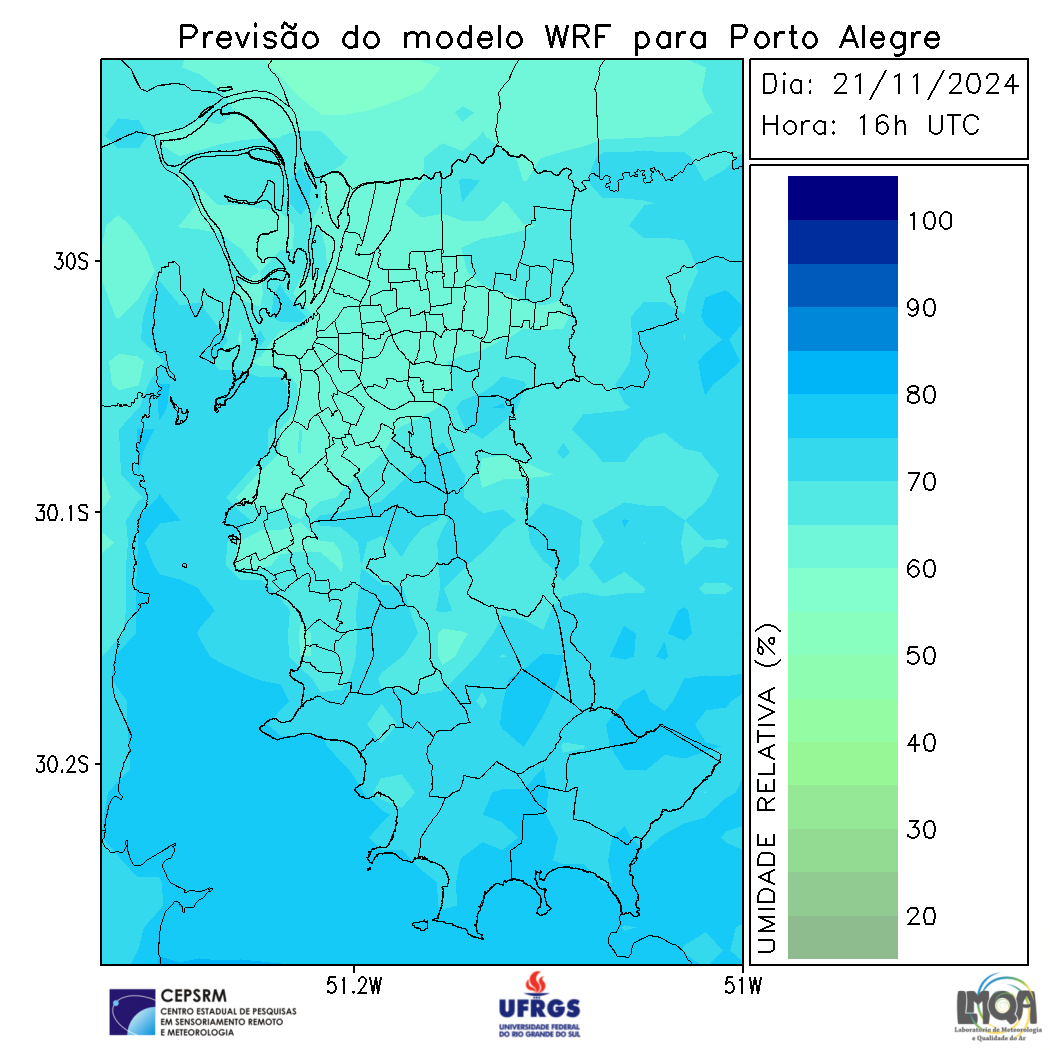 Previsão do modelo WRF para Porto Alegre
Dia: 21/11/2024
Hora: 16h UTC
30S
30.1S
30.2S
51.2W
51W
UMIDADE RELATIVA (%)
100
90
80
70
60
50
40
30
20
CEPSRM
CENTRO ESTADUAL DE PESQUISAS
EM SENSORIAMENTO REMOTO
E METEOROLOGIA
UFRGS
UNIVERSIDADE FEDERAL
DO RIO GRANDE DO SUL
LMQA
Laboratório de Meteorologia
e Qualidade do Ar